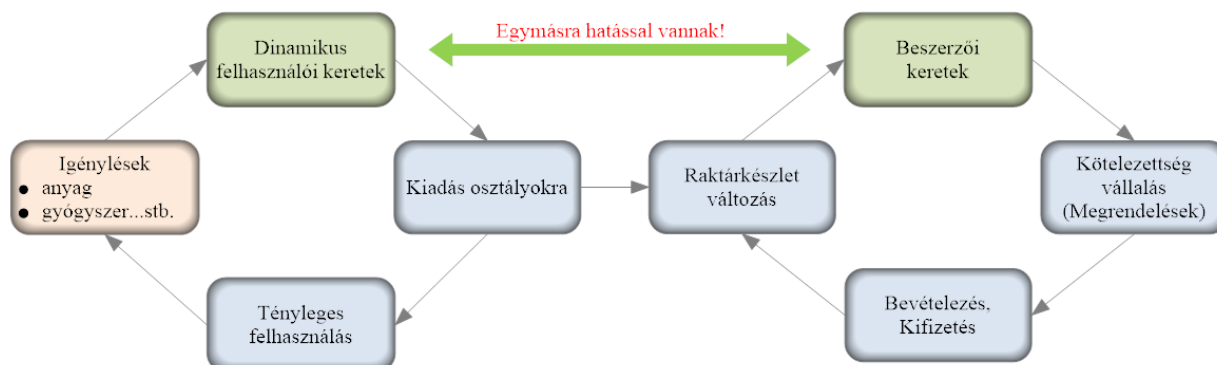 Egymásra hatással vannak!
Dinamikus
felhasználói keretek
Beszerzői
keretek
Igénylések
● anyag
● gyógyszer...stb.
Kiadás osztályokra
Raktárkészlet
változás
Kötelezettség
vállalás
(Megrendelések)
Tényleges
felhasználás
Bevételezés,
Kifizetés